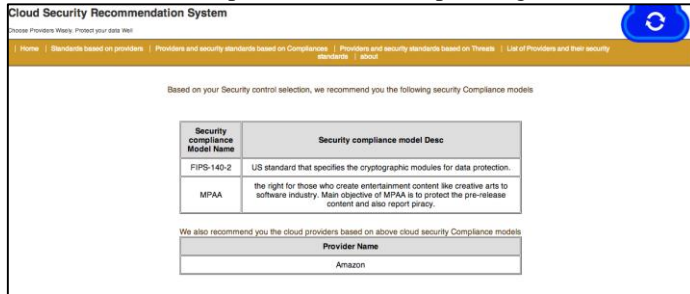 Cloud Security Recommendation System
Choose Providers Wisely, Protect your data Well
| Home | Standards based on providers | Providers and security standards based on Compliances | Providers and security standards based on Threats | List of Providers and their security
standards | about
Based on your Security control selection, we recommend you the following security Compliance models
Security
compliance
Model Name
Security compliance model Desc
FIPS-140-2
US standard that specifies the cryptographic modules for data protection.
MPAA
the right for those who create entertainment content like creative arts to
software industry. Main objective of MPAA is to protect the pre-release
content and also report piracy.
We also recommend you the cloud providers based on above cloud security Compliance models
Provider Name
Amazon